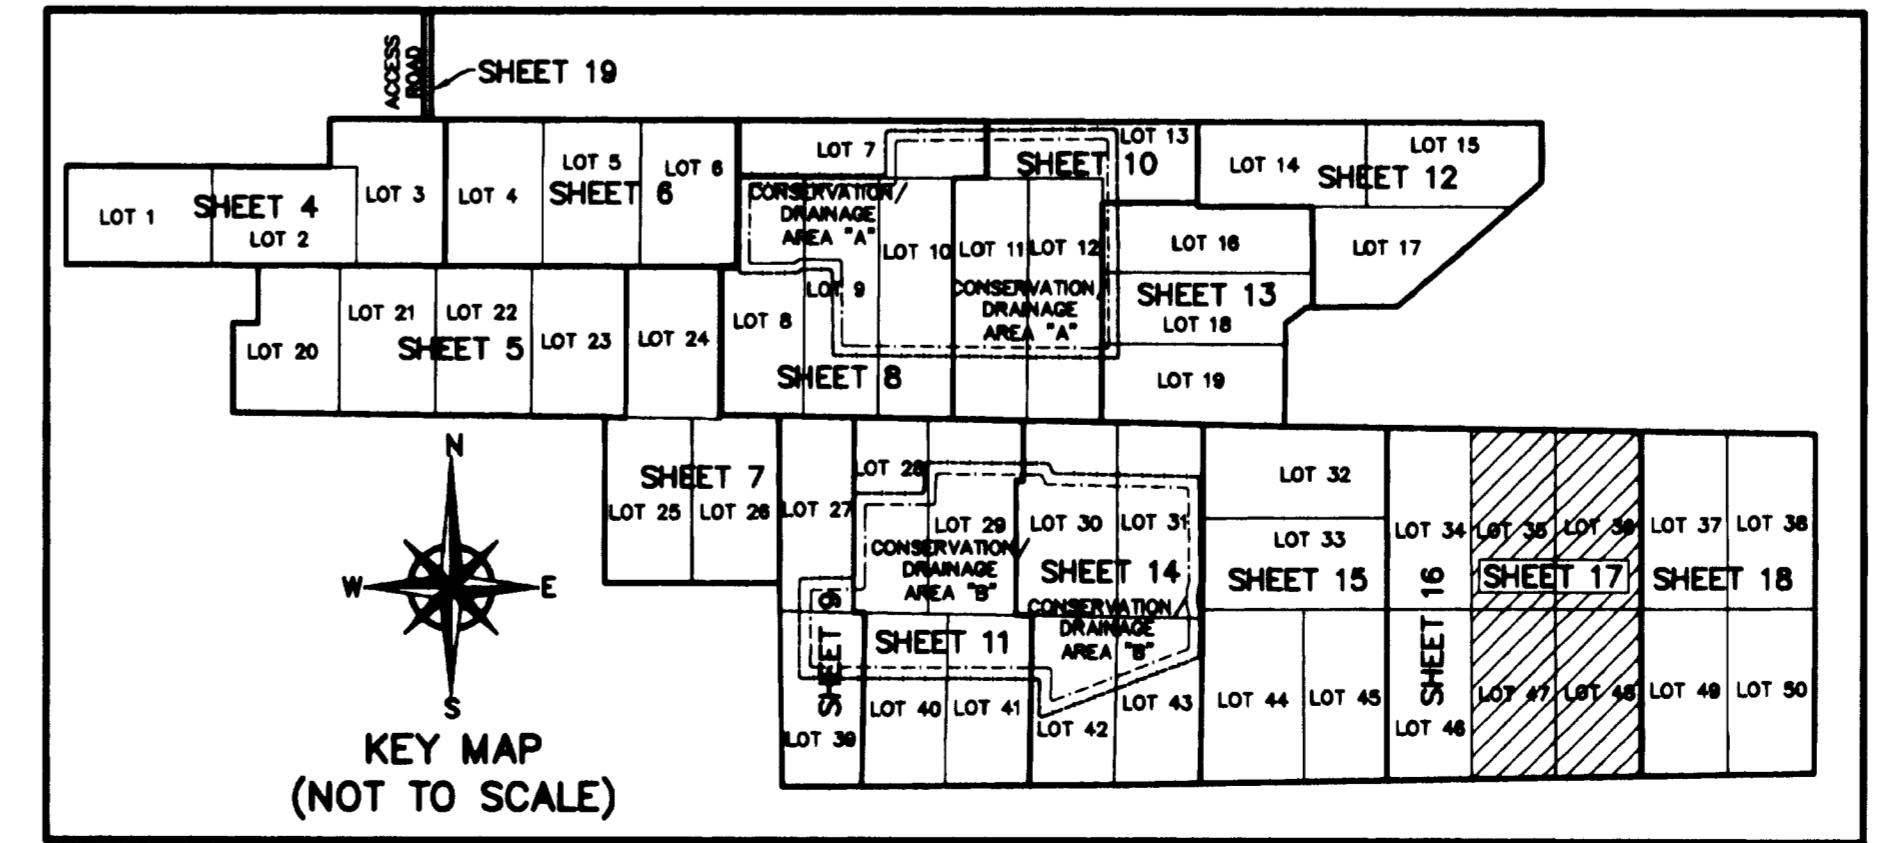 ACCESS
ROAD
SHEET 19
LOT 1
SHEET 4
LOT 2
LOT 3
LOT 4
LOT 5
SHEET 6
LOT 6
LOT 7
CONSERVATION/
DRAINAGE
AREA "A"
LOT 8
LOT 9
LOT 10
SHEET 8
LOT 11
LOT 12
CONSERVATION/
DRAINAGE
AREA "A"
SHEET 10
LOT 13
LOT 14
LOT 15
SHEET 12
LOT 16
LOT 17
SHEET 13
LOT 18
LOT 19
LOT 20
LOT 21
LOT 22
SHEET 5
LOT 23
LOT 24
SHEET 7
LOT 25
LOT 26
LOT 27
LOT 28
LOT 29
CONSERVATION/
DRAINAGE
AREA "B"
LOT 30
LOT 31
SHEET 14
CONSERVATION/
DRAINAGE
AREA "B"
LOT 32
LOT 33
SHEET 15
LOT 34
SHEET 16
LOT 35
LOT 36
SHEET 17
LOT 37
LOT 38
SHEET 18
SHEET 9
LOT 39
SHEET 11
LOT 40
LOT 41
LOT 42
LOT 43
LOT 44
LOT 45
LOT 46
LOT 47
LOT 48
LOT 49
LOT 50
N
W
E
S
KEY MAP
(NOT TO SCALE)